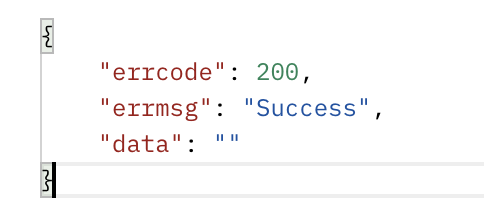 {
    "errcode": 200,
    "errmsg": "Success",
    "data": ""
}